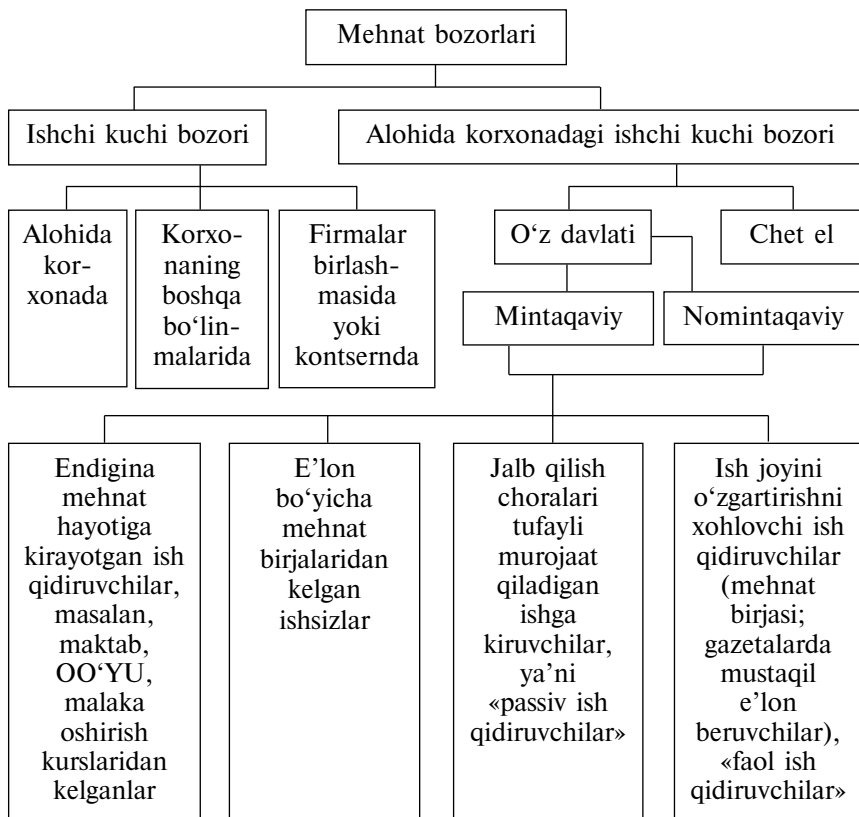 Mehnat bozorlari
Ishchi kuchi bozori
Alohida korxonadagi ishchi kuchi bozori
Alohida
kor-
xonada
Korxo-
naning
boshqa
bo‘lin-
malarida
Firmalar
birlash-
masida
yoki
kontsernda
O‘z davlati
Chet el
Mintaqaviy
Nomintaqaviy
Endigina
mehnat
hayotiga
kirayotgan ish
qidiruvchilar,
masalan,
maktab,
OO‘YU,
malaka
oshirish
kurslaridan
kelganlar
E’lon
bo‘yicha
mehnat
birjalaridan
kelgan
ishsizlar
Jalb qilish
choralari
tufayli
murojaat
qiladigan
ishga
kiruvchilar,
ya’ni
«passiv ish
qidiruvchilar»
Ish joyini
o‘zgartirishni
xohlovchi ish
qidiruvchilar
(mehnat
birjasi;
gazetalarda
mustaqil
e’lon
beruvchilar),
«faol ish
qidiruvchilar»